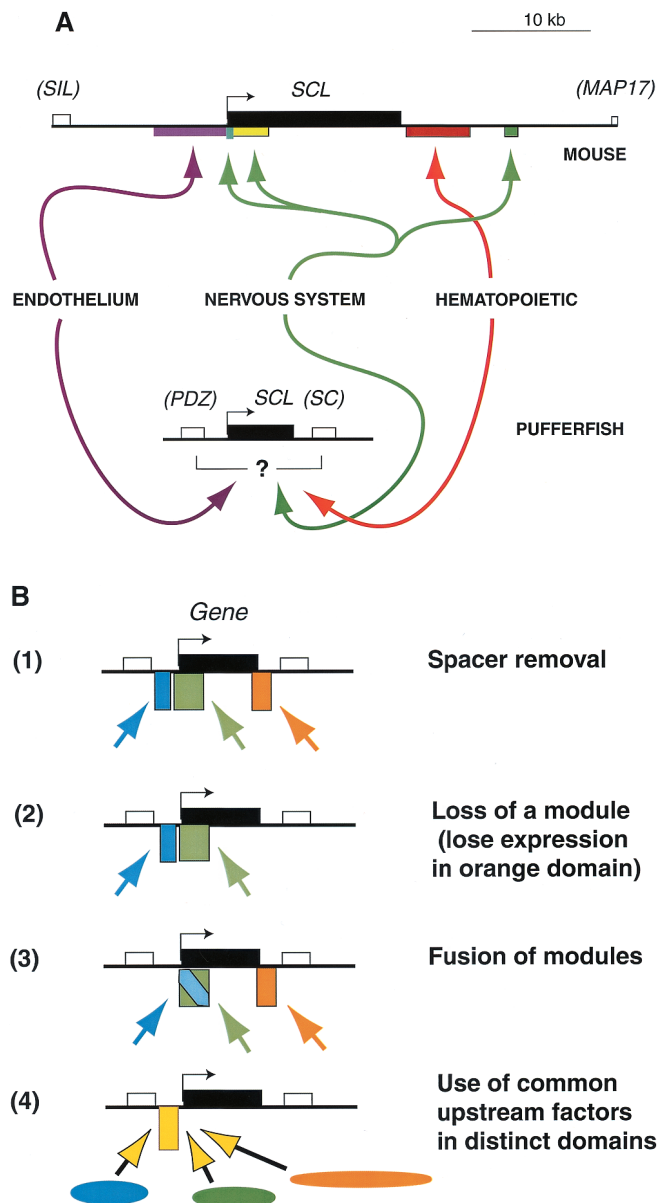 A
10 kb
(SIL)
SCL
(MAP17)
MOUSE
ENDOTHELIUM
NERVOUS SYSTEM
HEMATOPOIETIC
(PDZ)
SCL
(SC)
PUFFERFISH
?
B
Gene
(1)
Spacer removal
(2)
Loss of a module
(lose expression
in orange domain)
(3)
Fusion of modules
(4)
Use of common
upstream factors
in distinct domains